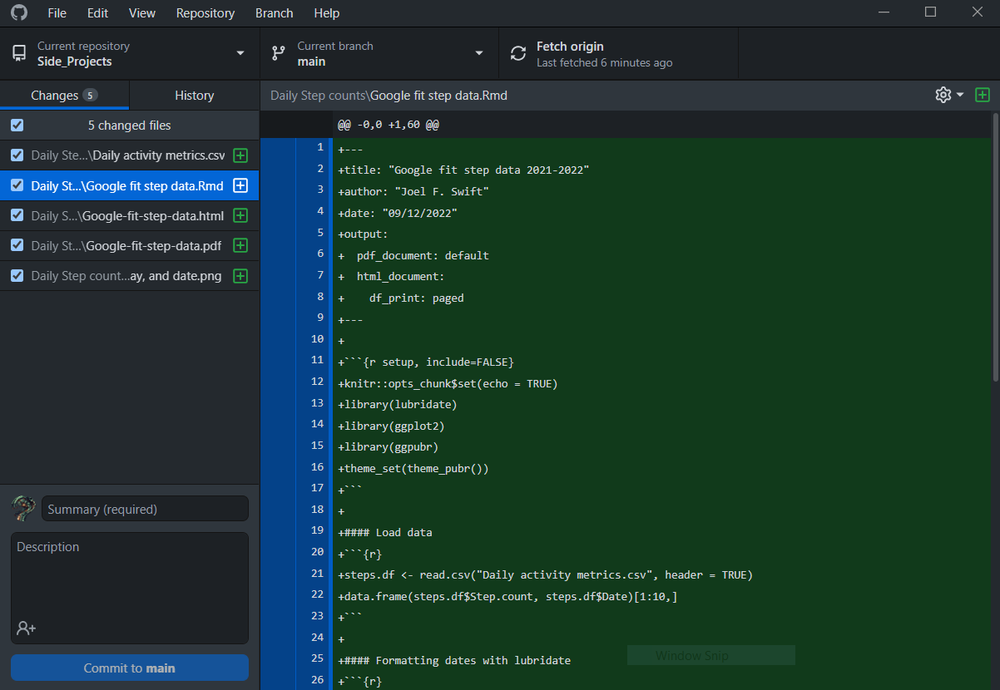 File Edit View Repository Branch Help
Current repository
Side_Projects
Current branch
main
Fetch origin
Last fetched 6 minutes ago
Changes 5
History
5 changed files
Daily Ste...\Daily activity metrics.csv
Daily St...\Google fit step data.Rmd
Daily S...\Google-fit-step-data.html
Daily St...\Google-fit-step-data.pdf
Daily Step count...ay, and date.png
Summary (required)
Description
Commit to main
Daily Step counts\Google fit step data.Rmd
@@ -0,0 +1,60 @@
1 +---
2 +title: "Google fit step data 2021-2022"
3 +author: "Joel F. Swift"
4 +date: "09/12/2022"
5 +output:
6 +  pdf_document: default
7 +  html_document:
8 +    df_print: paged
9 +---
10 +
11 +```{r setup, include=FALSE}
12 +knitr::opts_chunk$set(echo = TRUE)
13 +library(lubridate)
14 +library(ggplot2)
15 +library(ggpubr)
16 +theme_set(theme_pubr())
17 +```
18 +
19 +#### Load data
20 +```{r}
21 +steps.df <- read.csv("Daily activity metrics.csv", header = TRUE)
22 +data.frame(steps.df$Step.count, steps.df$Date)[1:10,]
23 +```
24 +
25 +#### Formatting dates with lubridate
26 +```{r}
Window Snip